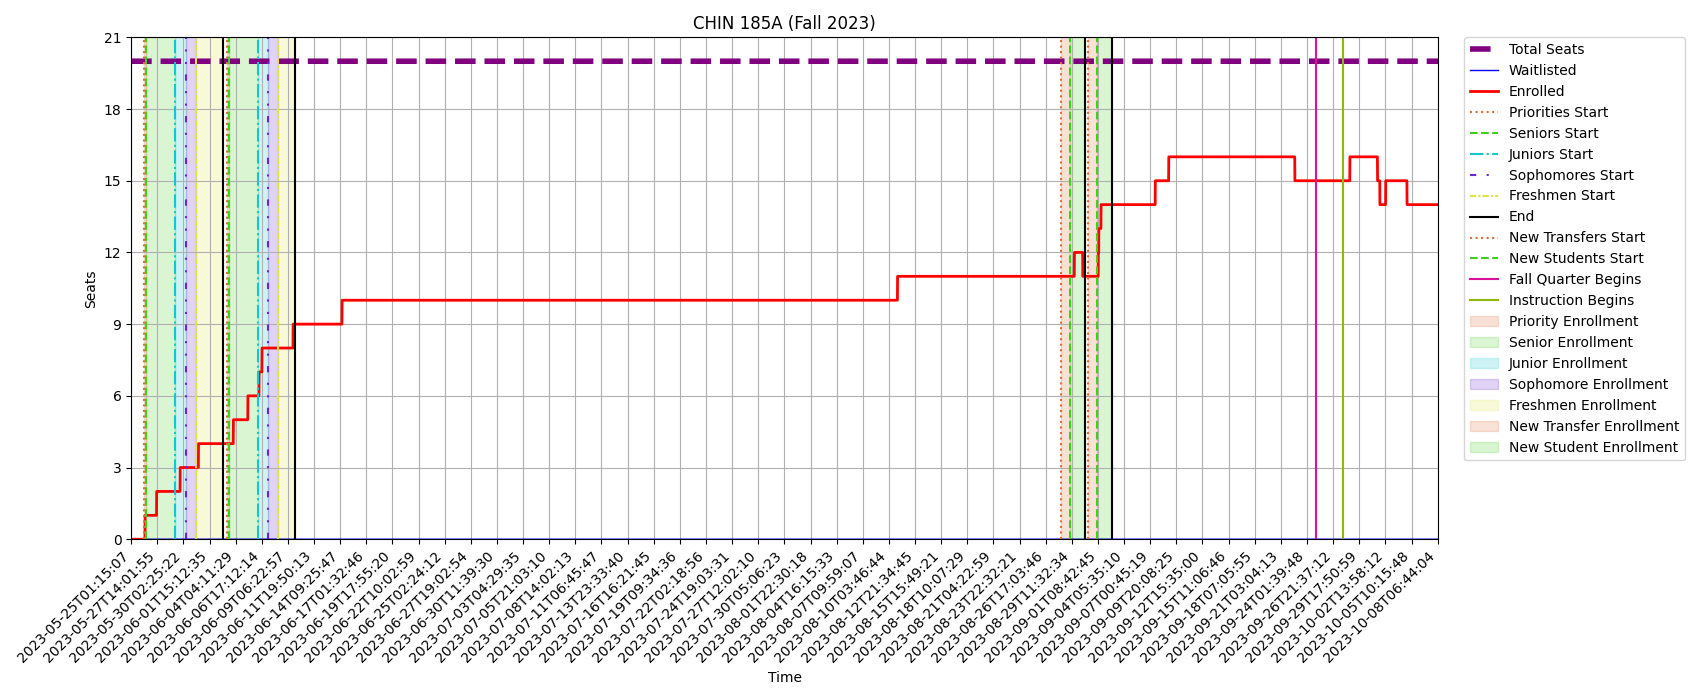 CHIN 185A (Fall 2023)
21
18
15
12
9
6
3
0
Seats
2023-05-25T01:15:07
2023-05-27T14:01:55
2023-05-30T02:25:22
2023-06-01T15:12:35
2023-06-04T04:11:29
2023-06-06T17:12:14
2023-06-09T06:22:57
2023-06-11T19:50:13
2023-06-14T09:25:47
2023-06-17T01:32:46
2023-06-19T17:55:20
2023-06-22T10:02:59
2023-06-25T02:24:12
2023-06-27T19:02:54
2023-06-30T11:39:30
2023-07-03T04:29:35
2023-07-05T21:03:10
2023-07-08T14:02:13
2023-07-11T06:45:47
2023-07-13T23:33:40
2023-07-16T16:21:45
2023-07-19T09:34:36
2023-07-22T02:18:56
2023-07-24T19:03:31
2023-07-27T12:02:10
2023-07-30T05:06:23
2023-08-01T22:30:18
2023-08-04T16:15:33
2023-08-07T09:59:07
2023-08-10T03:46:44
2023-08-12T21:34:45
2023-08-15T15:49:21
2023-08-18T10:07:29
2023-08-21T04:22:59
2023-08-23T22:32:21
2023-08-26T17:03:46
2023-08-29T11:32:34
2023-09-01T08:42:45
2023-09-04T05:35:10
2023-09-07T00:45:19
2023-09-09T20:08:25
2023-09-12T15:35:00
2023-09-15T11:06:46
2023-09-18T07:05:55
2023-09-21T03:04:13
2023-09-24T01:39:48
2023-09-26T21:37:12
2023-09-29T17:50:59
2023-10-02T13:58:12
2023-10-05T10:15:48
2023-10-08T06:44:04
Time
Total Seats
Waitlisted
Enrolled
Priorities Start
Seniors Start
Juniors Start
Sophomores Start
Freshmen Start
End
New Transfers Start
New Students Start
Fall Quarter Begins
Instruction Begins
Priority Enrollment
Senior Enrollment
Junior Enrollment
Sophomore Enrollment
Freshmen Enrollment
New Transfer Enrollment
New Student Enrollment